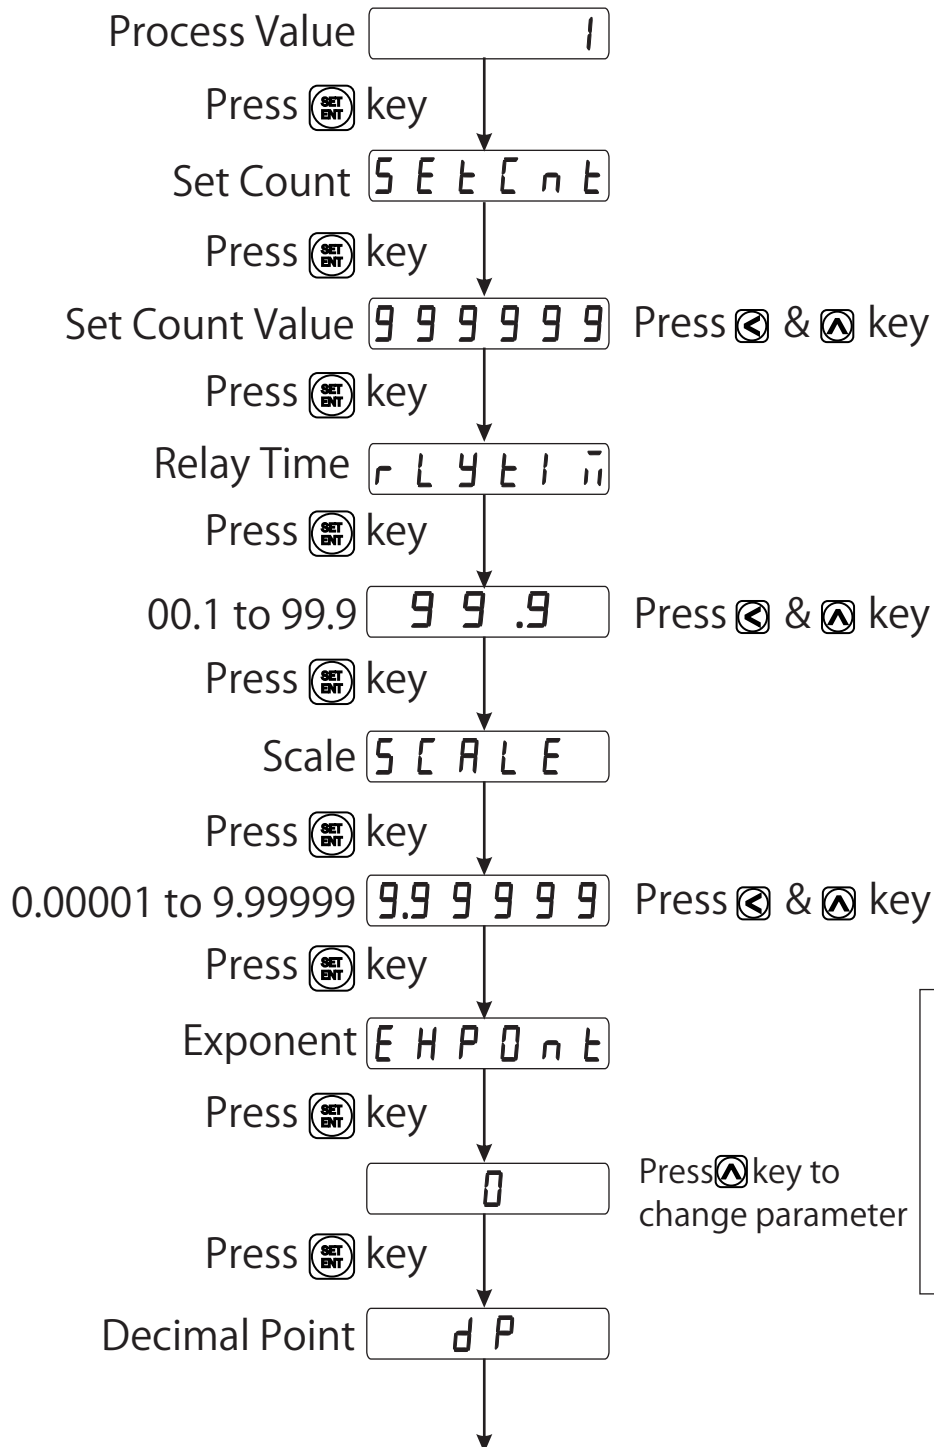 Process Value 1
Press SET ENT key
Set Count SEtCnt
Press SET ENT key
Set Count Value 999999 Press < & ^ key
Press SET ENT key
Relay Time rLYtIM
Press SET ENT key
00.1 to 99.9 99.9 Press < & ^ key
Press SET ENT key
Scale SCALE
Press SET ENT key
0.00001 to 9.99999 9.99999 Press < & ^ key
Press SET ENT key
Exponent EHPOnt
Press SET ENT key
0 Press ^ key to
change parameter
Press SET ENT key
Decimal Point dP